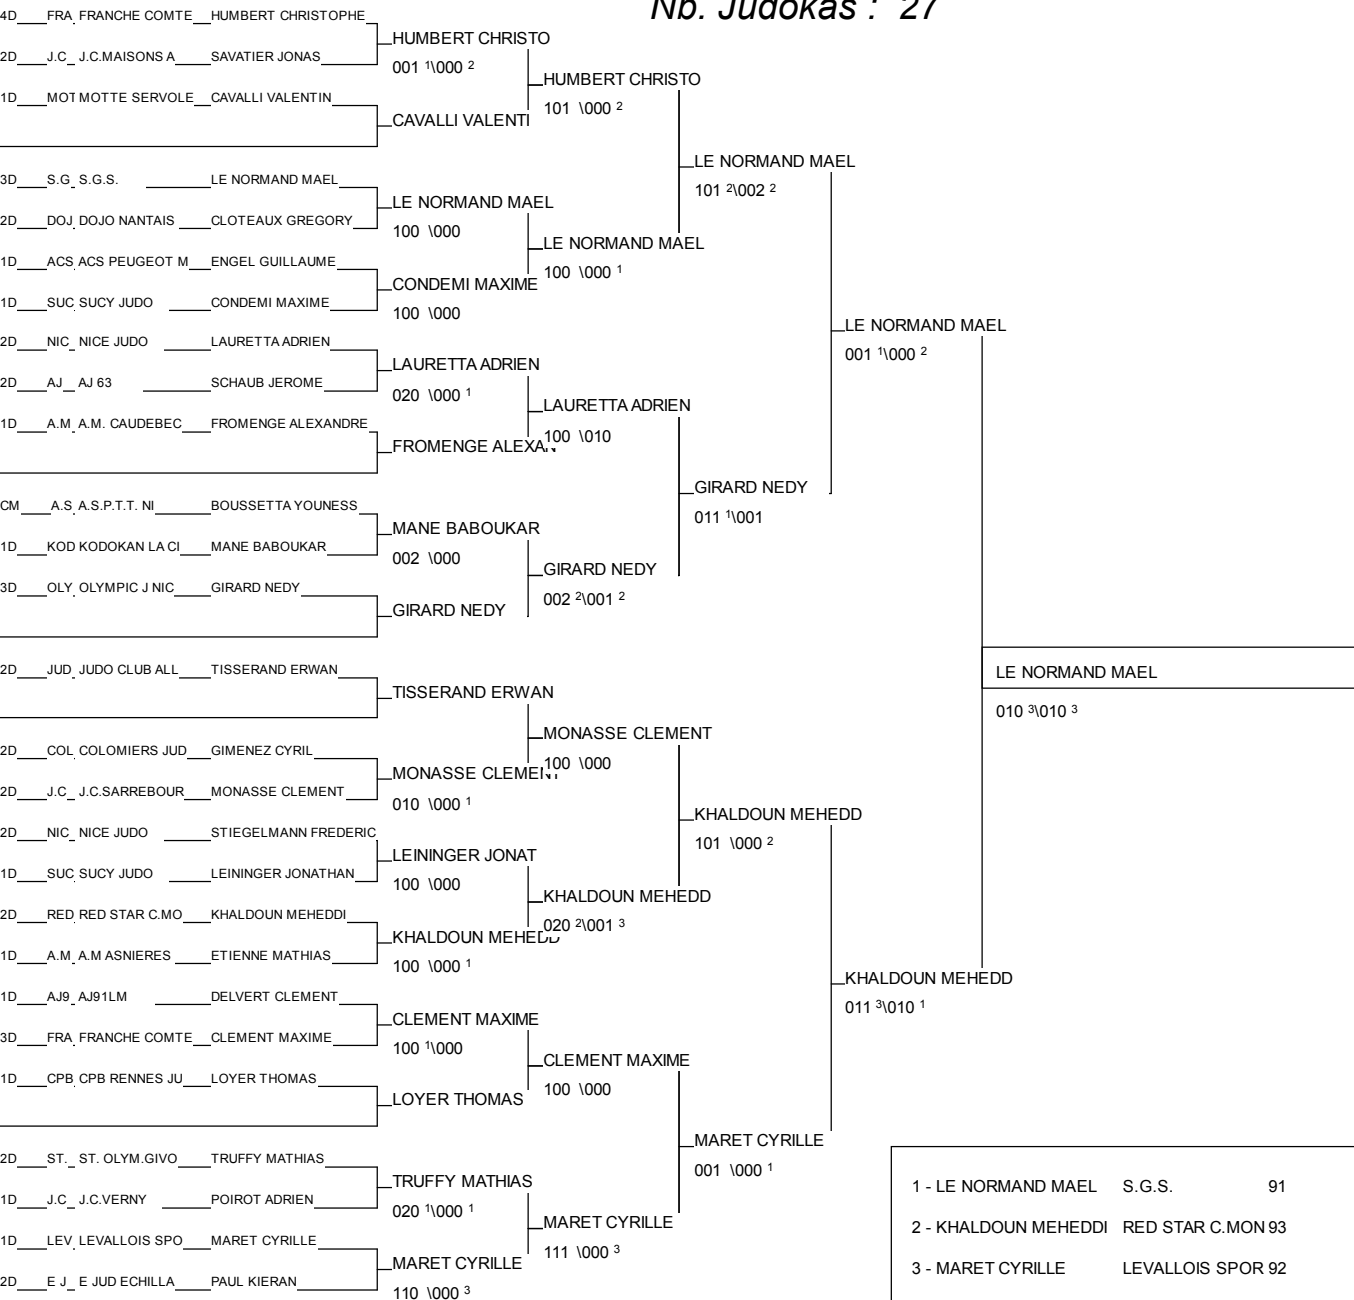 Nb. Judokas : 27
4D FRA FRANCHE COMTE HUMBERT CHRISTOPHE
HUMBERT CHRISTO
2D J.C J.C.MAISONS A SAVATIER JONAS
001 1\000 2
HUMBERT CHRISTO
1D MOT MOTTE SERVOLE CAVALLI VALENTIN
101 \000 2
CAVALLI VALENTI
LE NORMAND MAEL
3D S.G S.G.S. LE NORMAND MAEL
101 2\002 2
LE NORMAND MAEL
2D DOJ DOJO NANTAIS CLOTEAUX GREGORY
100 \000
LE NORMAND MAEL
1D ACS ACS PEUGEOT M ENGEL GUILLAUME
100 \000 1
CONDEMI MAXIME
1D SUC SUCY JUDO CONDEMI MAXIME
100 \000
LE NORMAND MAEL
2D NIC NICE JUDO LAURETTA ADRIEN
001 1\000 2
LAURETTA ADRIEN
2D AJ AJ 63 SCHAUB JEROME
020 \000 1
LAURETTA ADRIEN
1D A.M A.M. CAUDEBEC FROMENGE ALEXANDRE
100 \010
FROMENGE ALEXAN
GIRARD NEDY
CM A.S A.S.P.T.T. NI BOUSSETTA YOUNESS
011 1\001
MANE BABOUKAR
1D KOD KODOKAN LA CI MANE BABOUKAR
002 \000
GIRARD NEDY
3D OLY OLYMPIC J NIC GIRARD NEDY
002 2\001 2
GIRARD NEDY
2D JUD JUDO CLUB ALL TISSERAND ERWAN
LE NORMAND MAEL
TISSERAND ERWAN
010 3\010 3
MONASSE CLEMENT
2D COL COLOMIERS JUD GIMENEZ CYRIL
100 \000
MONASSE CLEMENT
2D J.C J.C.SARREBOUR MONASSE CLEMENT
010 \000 1
KHALDOUN MEHEDD
2D NIC NICE JUDO STIEGELMANN FREDERIC
101 \000 2
LEININGER JONAT
1D SUC SUCY JUDO LEININGER JONATHAN
100 \000
KHALDOUN MEHEDD
2D RED RED STAR C.MO KHALDOUN MEHEDDI
020 2\001 3
KHALDOUN MEHEDD
1D A.M A.M ASNIERES ETIENNE MATHIAS
100 \000 1
KHALDOUN MEHEDD
1D AJ9 AJ91LM DELVERT CLEMENT
011 3\010 1
CLEMENT MAXIME
3D FRA FRANCHE COMTE CLEMENT MAXIME
100 1\000
CLEMENT MAXIME
1D CPB CPB RENNES JU LOYER THOMAS
100 \000
LOYER THOMAS
MARET CYRILLE
2D ST. ST. OLYM.GIVO TRUFFY MATHIAS
001 \000 1
TRUFFY MATHIAS
1D J.C J.C.VERNY POIROT ADRIEN
020 1\000 1
MARET CYRILLE
1D LEV LEVALLOIS SPO MARET CYRILLE
111 \000 3
MARET CYRILLE
2D E J E JUD ECHILLA PAUL KIERAN
110 \000 3
1 - LE NORMAND MAEL S.G.S. 91
2 - KHALDOUN MEHEDDI RED STAR C.MON 93
3 - MARET CYRILLE LEVALLOIS SPOR 92